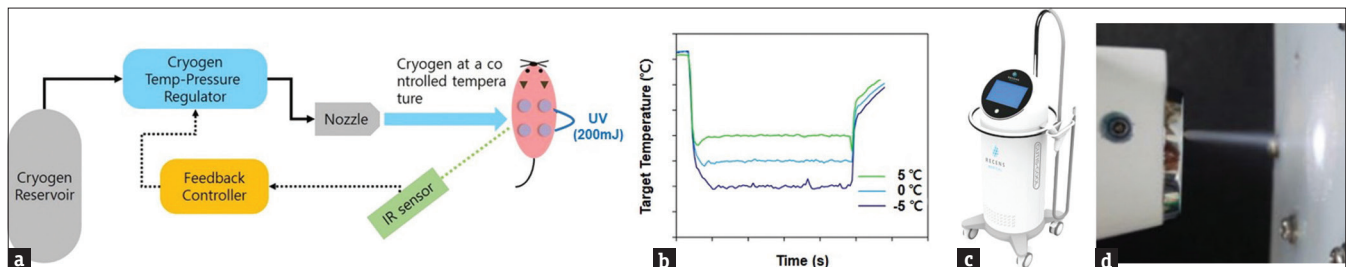 Cryogen
Reservoir
Cryogen
Temp-Pressure
Regulator
Feedback
Controller
Nozzle
Cryogen at a co
ntrolled tempera
ture
UV
(200mJ)
IR sensor
a
Target Temperature (°C)
5 ℃
0 ℃
-5 ℃
Time (s)
b
c
d